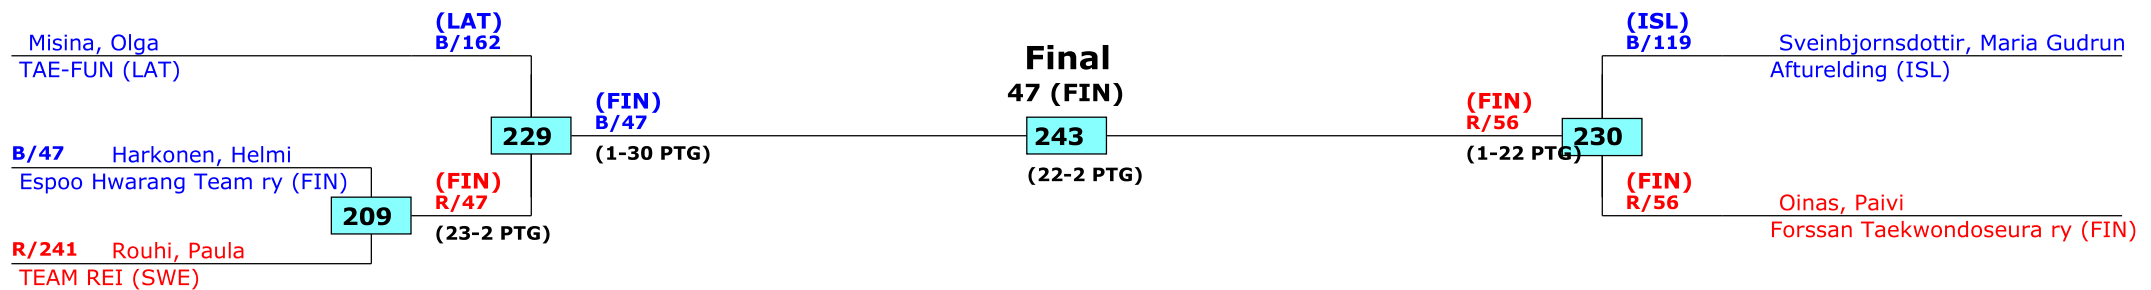 (LAT)
B/162
Misina, Olga
TAE-FUN (LAT)
B/47 Harkonen, Helmi
Espoo Hwarang Team ry (FIN)
209
R/241 Rouhi, Paula
TEAM REI (SWE)
(FIN)
R/47
(23-2 PTG)
229
(FIN)
B/47
(1-30 PTG)
Final
47 (FIN)
243
(22-2 PTG)
(FIN)
R/56
(1-22 PTG)
230
(ISL)
B/119
Sveinbjornsdottir, Maria Gudrun
Afturelding (ISL)
(FIN)
R/56
Oinas, Paivi
Forssan Taekwondoseura ry (FIN)